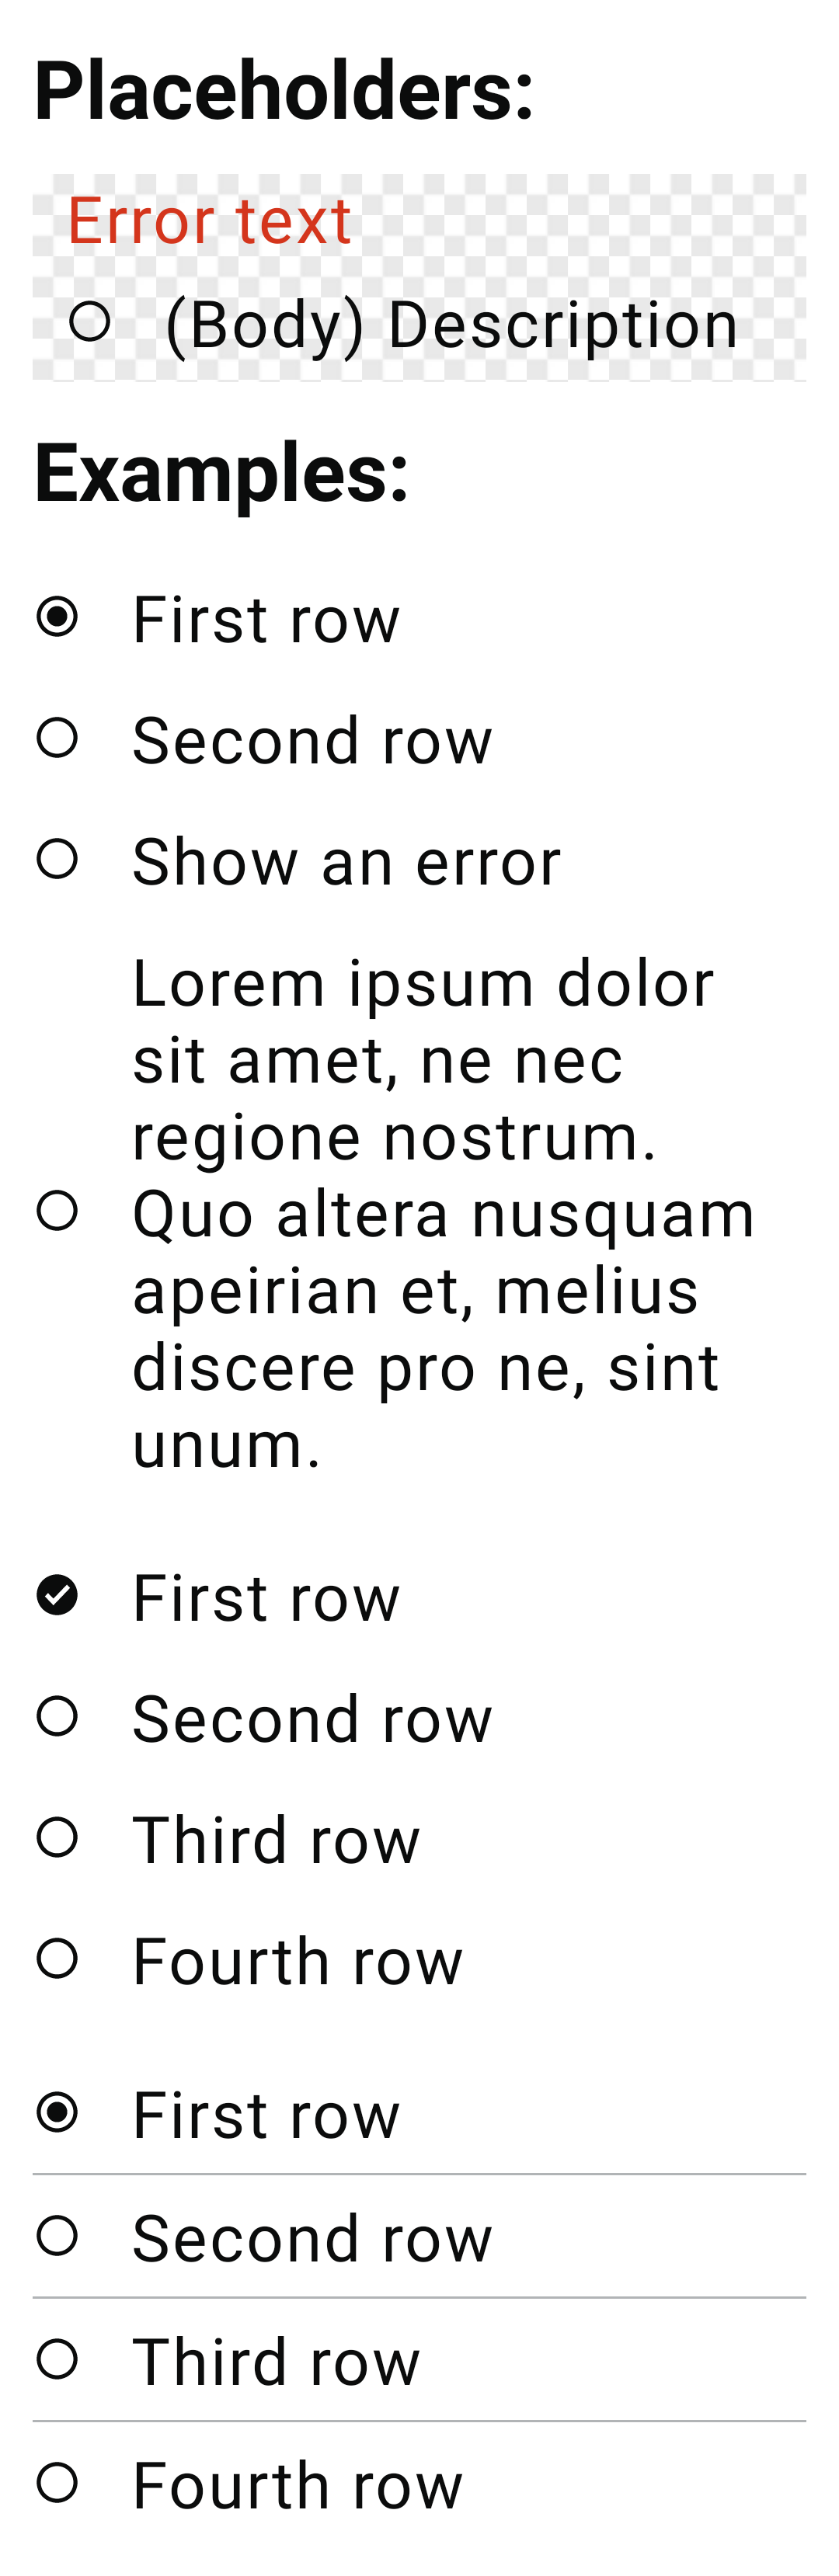 Placeholders:
Error text
(Body) Description
Examples:
First row
Second row
Show an error
Lorem ipsum dolor
sit amet, ne nec
regione nostrum.
Quo altera nusquam
apeirian et, melius
discere pro ne, sint
unum.
First row
Second row
Third row
Fourth row
First row
Second row
Third row
Fourth row